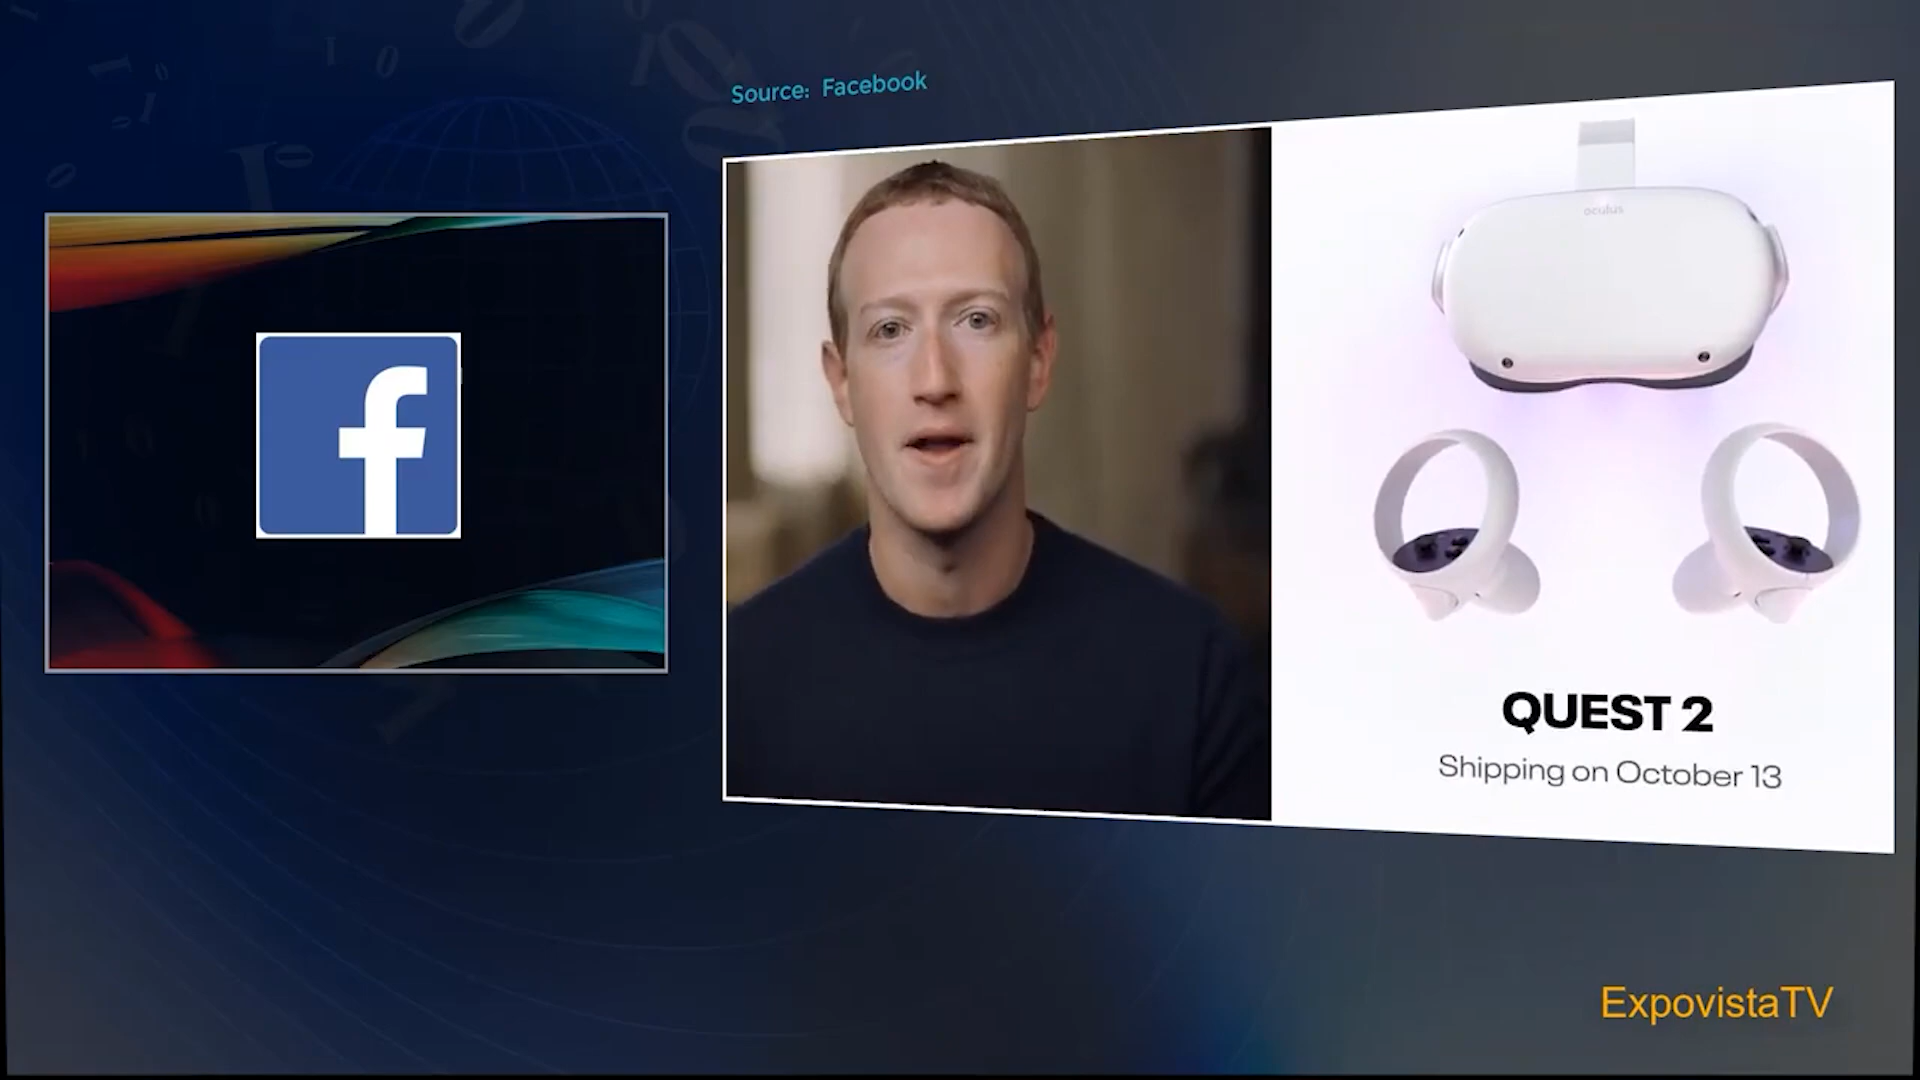 Source: Facebook
f
oculus
QUEST 2
Shipping on October 13
ExpovistaTV